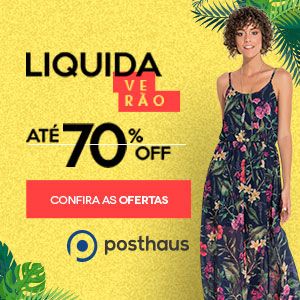 LIQUIDA
VE
RÃO
ATÉ 70% OFF
CONFIRA AS OFERTAS
posthaus